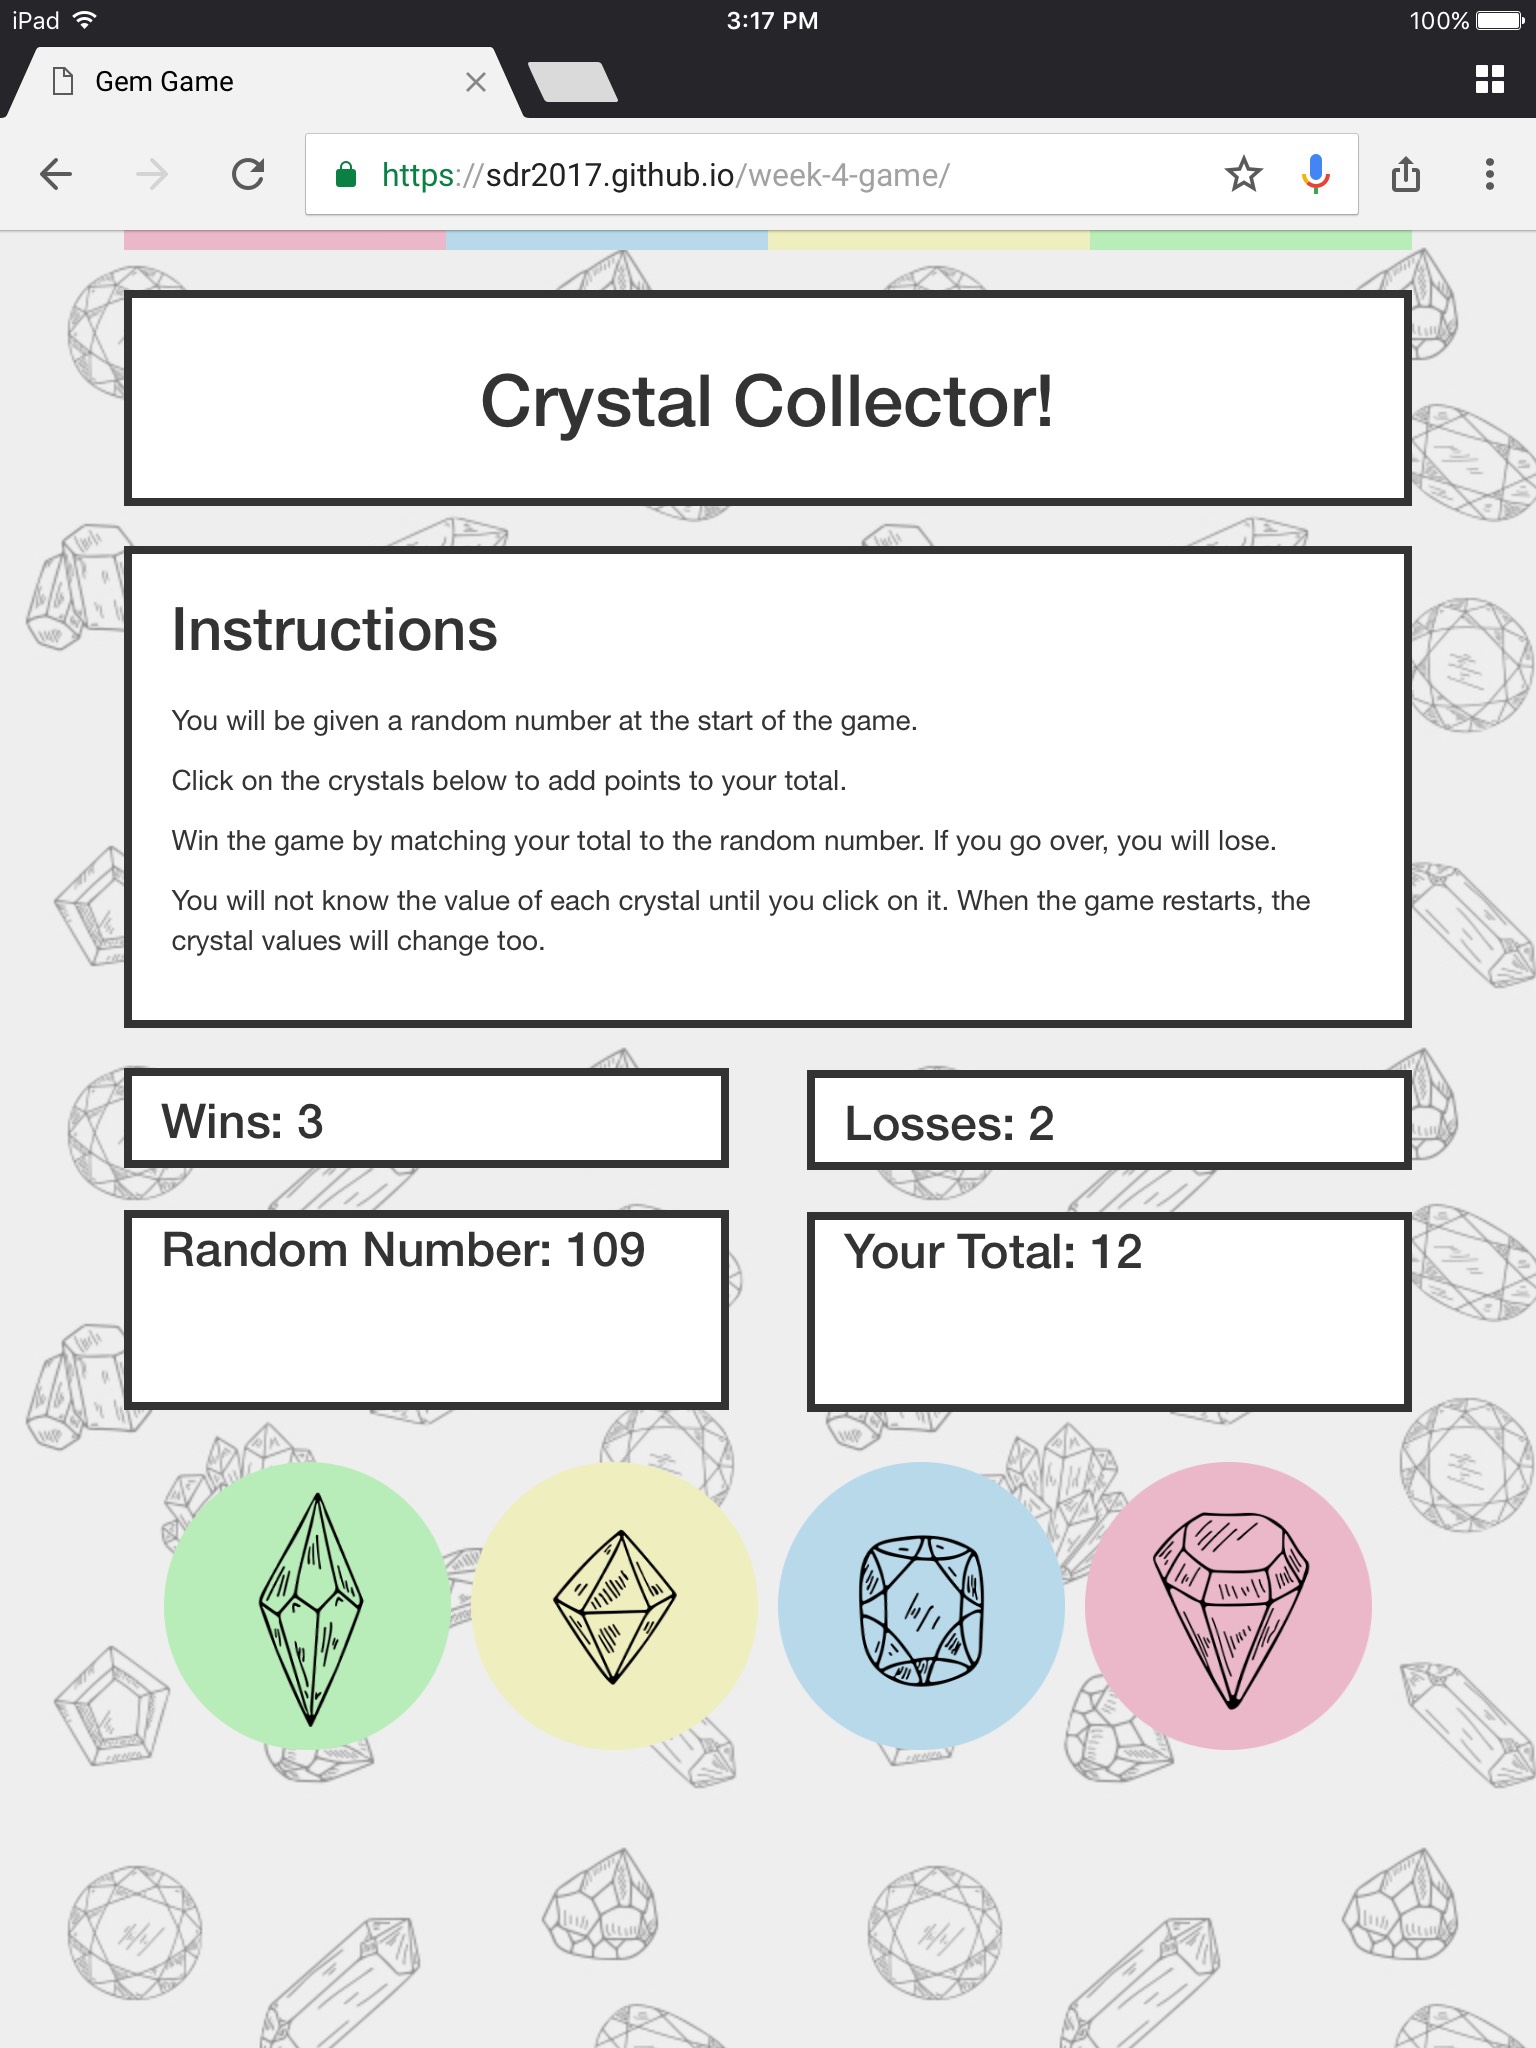 iPad 3:17 PM 100%
Gem Game
https://sdr2017.github.io/week-4-game/
Crystal Collector!
Instructions
You will be given a random number at the start of the game.
Click on the crystals below to add points to your total.
Win the game by matching your total to the random number. If you go over, you will lose.
You will not know the value of each crystal until you click on it. When the game restarts, the
crystal values will change too.
Wins: 3
Losses: 2
Random Number: 109
Your Total: 12